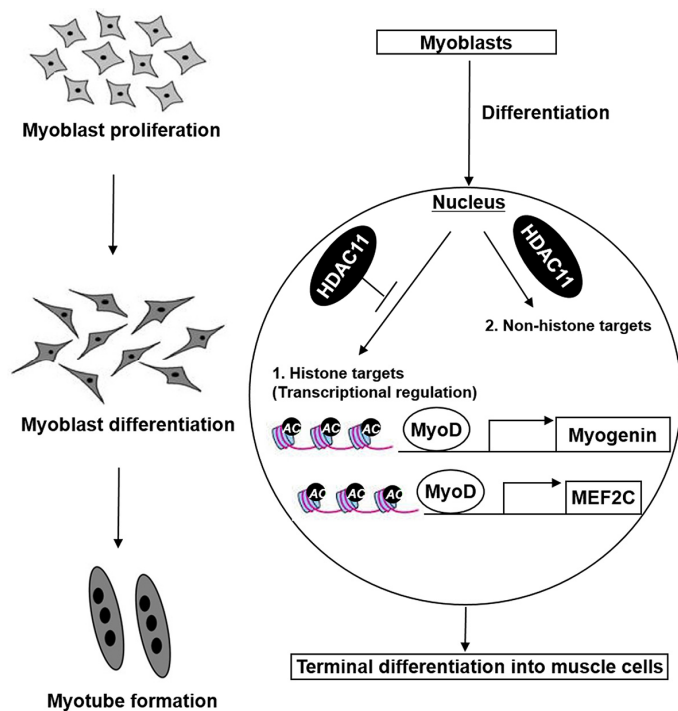 Myoblast proliferation
Myoblast differentiation
Myotube formation
Myoblasts
Differentiation
Nucleus
HDAC11
HDAC11
2. Non-histone targets
1. Histone targets
(Transcriptional regulation)
AC AC AC
MyoD
Myogenin
AC AC AC
MyoD
MEF2C
Terminal differentiation into muscle cells